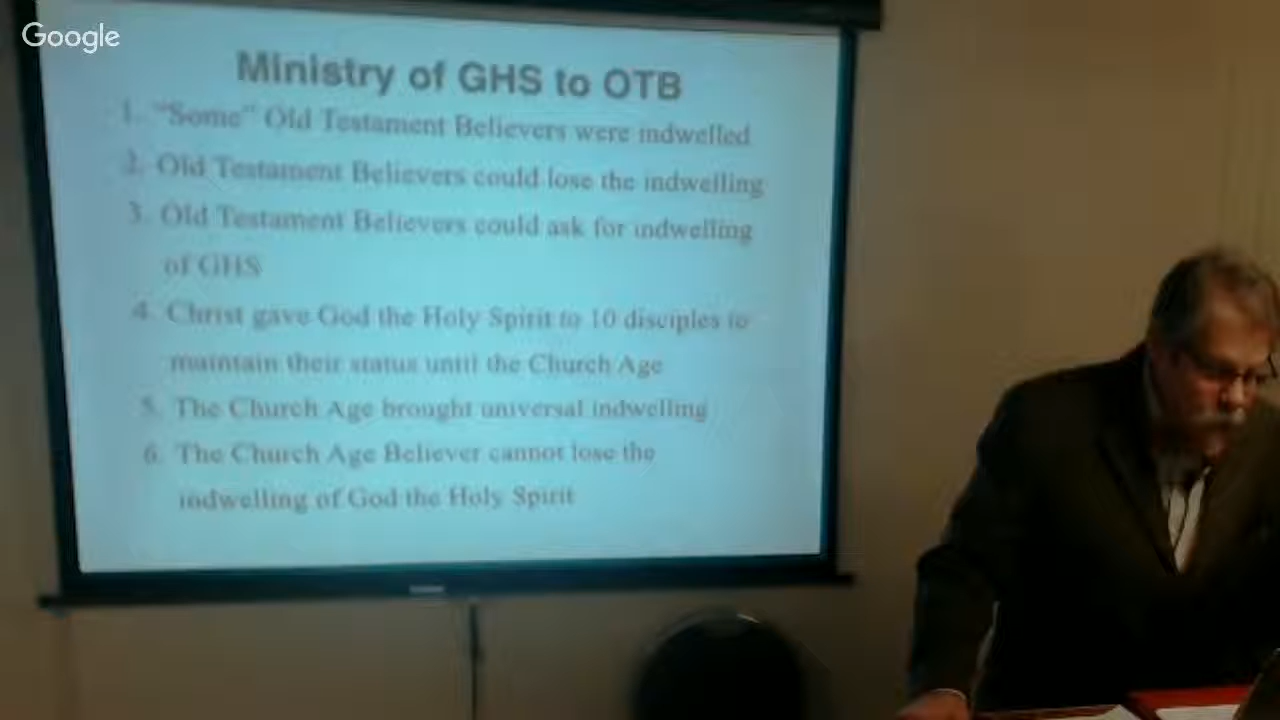 Google
Ministry of GHS to OTB
1. "Some" Old Testament Believers were indwelled
2. Old Testament Believers could lose the indwelling
3. Old Testament Believers could ask for indwelling
of GHS
4. Christ gave God the Holy Spirit to 10 disciples to
maintain their status until the Church Age
5. The Church Age brought universal indwelling
6. The Church Age Believer cannot lose the
indwelling of God the Holy Spirit